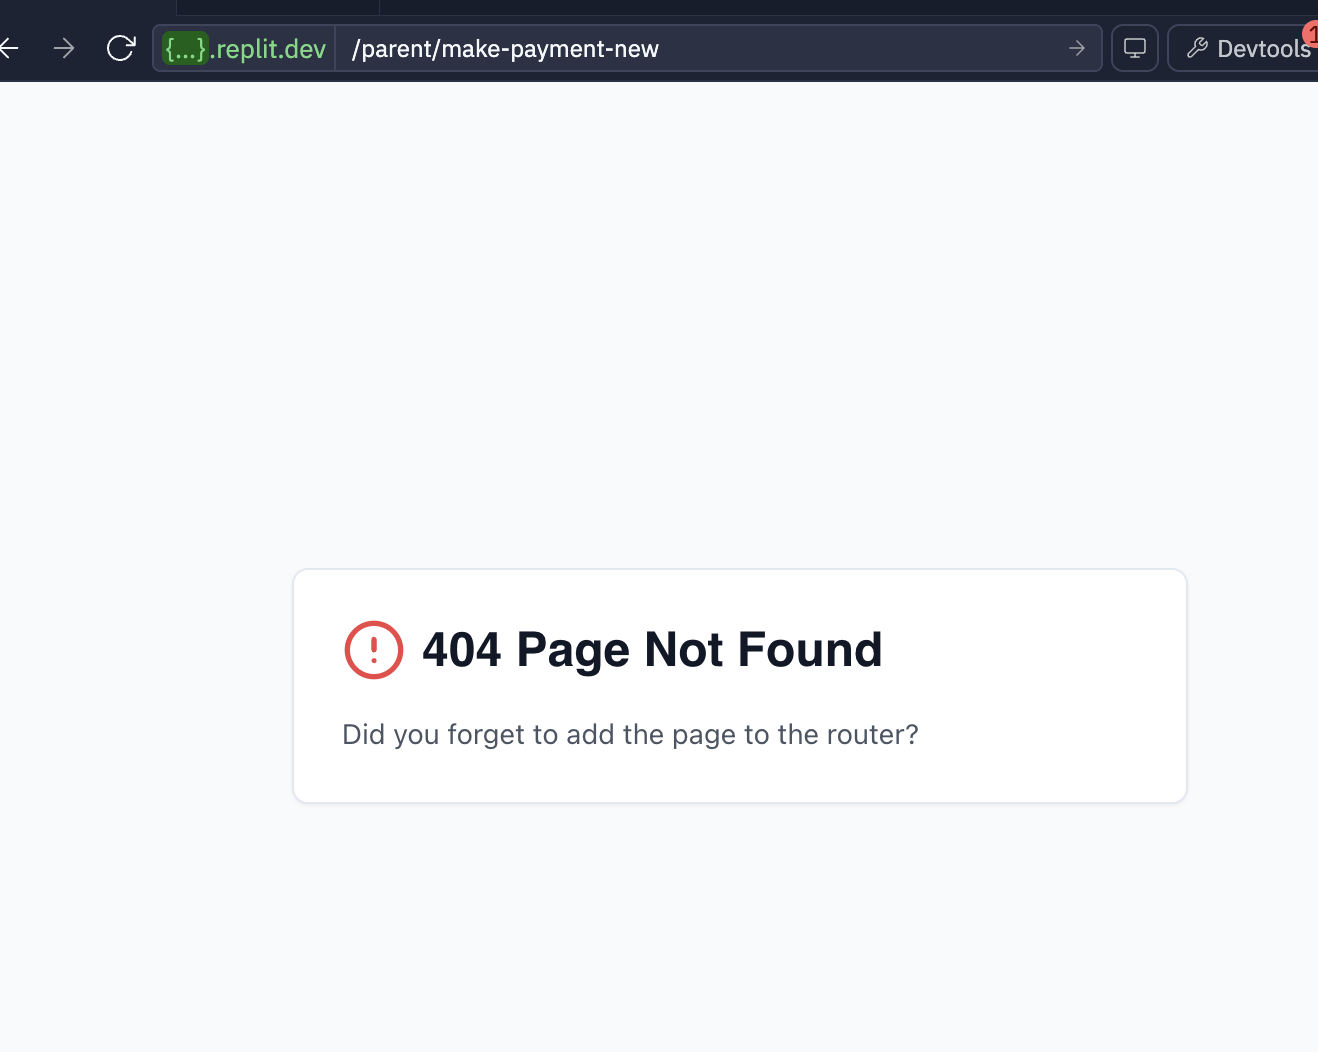 {...}.replit.dev /parent/make-payment-new Devtools 1
404 Page Not Found
Did you forget to add the page to the router?